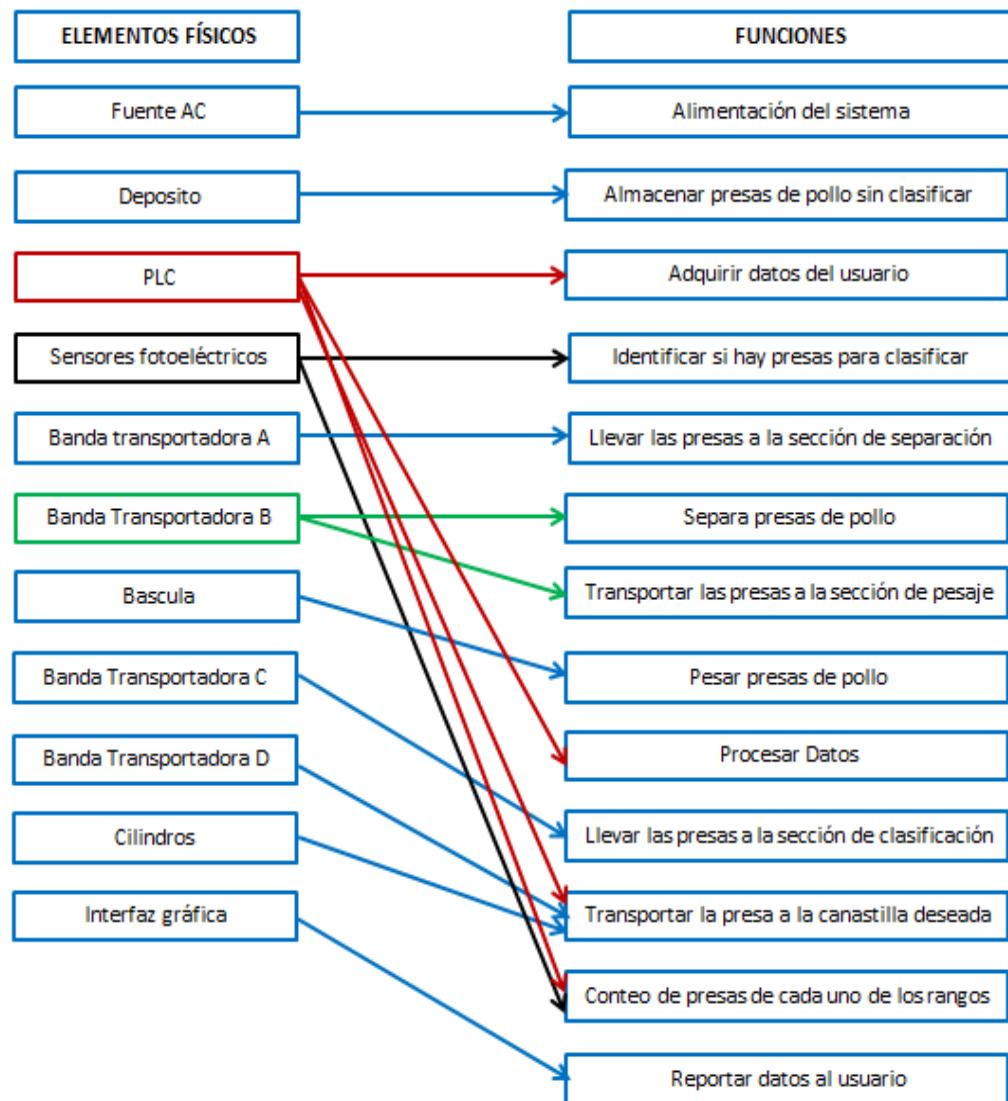 ELEMENTOS FÍSICOS
FUNCIONES
Fuente AC
Alimentación del sistema
Deposito
Almacenar presas de pollo sin clasificar
PLC
Adquirir datos del usuario
Sensores fotoeléctricos
Identificar si hay presas para clasificar
Banda transportadora A
Llevar las presas a la sección de separación
Banda Transportadora B
Separa presas de pollo
Bascula
Transportar las presas a la sección de pesaje
Banda Transportadora C
Pesar presas de pollo
Banda Transportadora D
Procesar Datos
Cilindros
Llevar las presas a la sección de clasificación
Interfaz gráfica
Transportar la presa a la canastilla deseada
Conteo de presas de cada uno de los rangos
Reportar datos al usuario